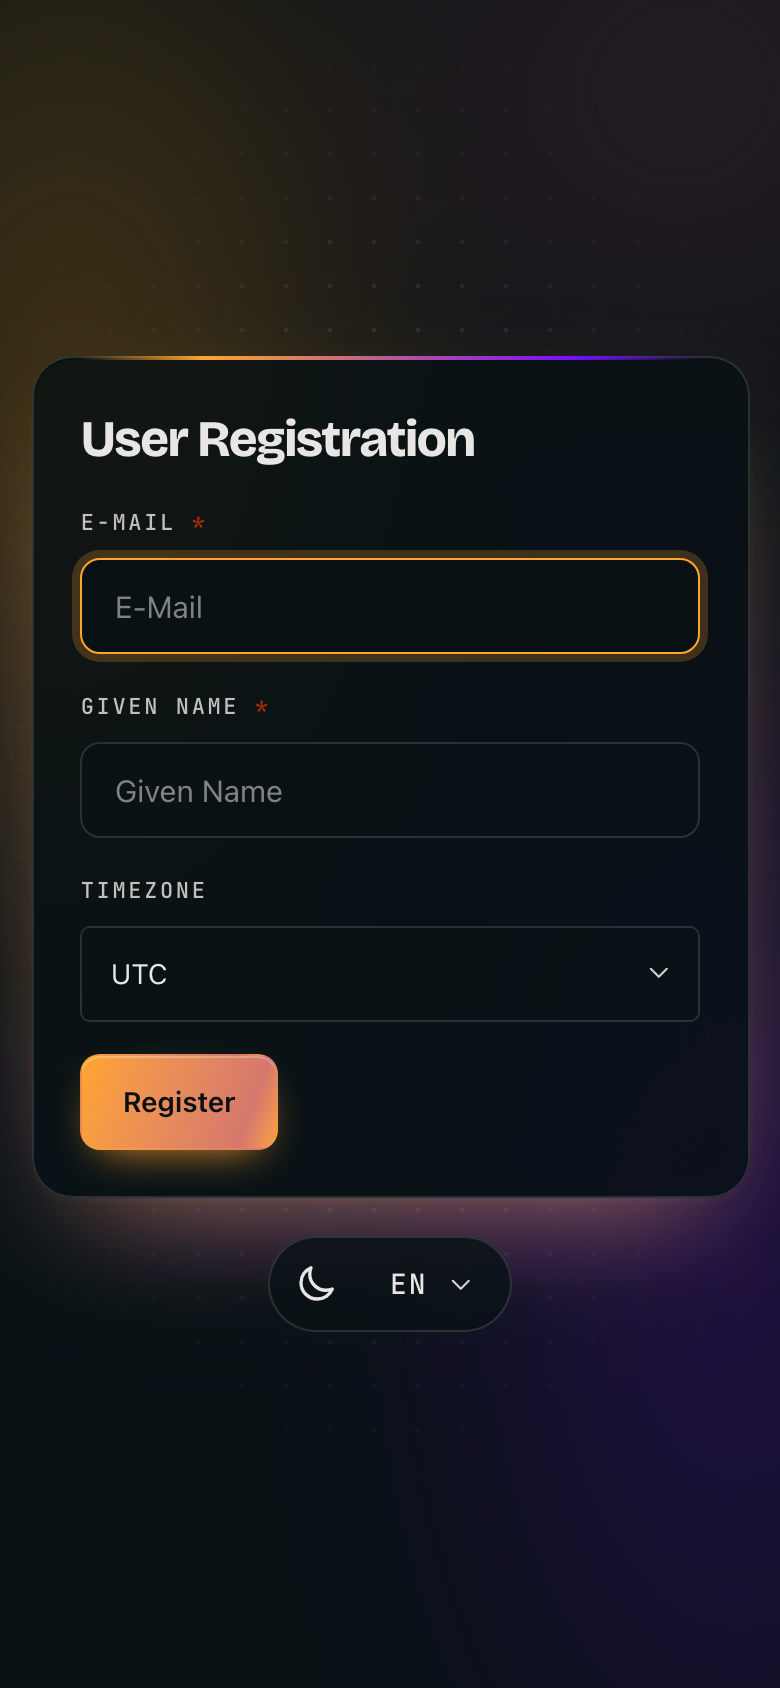 User Registration
E-MAIL *
E-Mail
GIVEN NAME *
Given Name
TIMEZONE
UTC
Register
EN